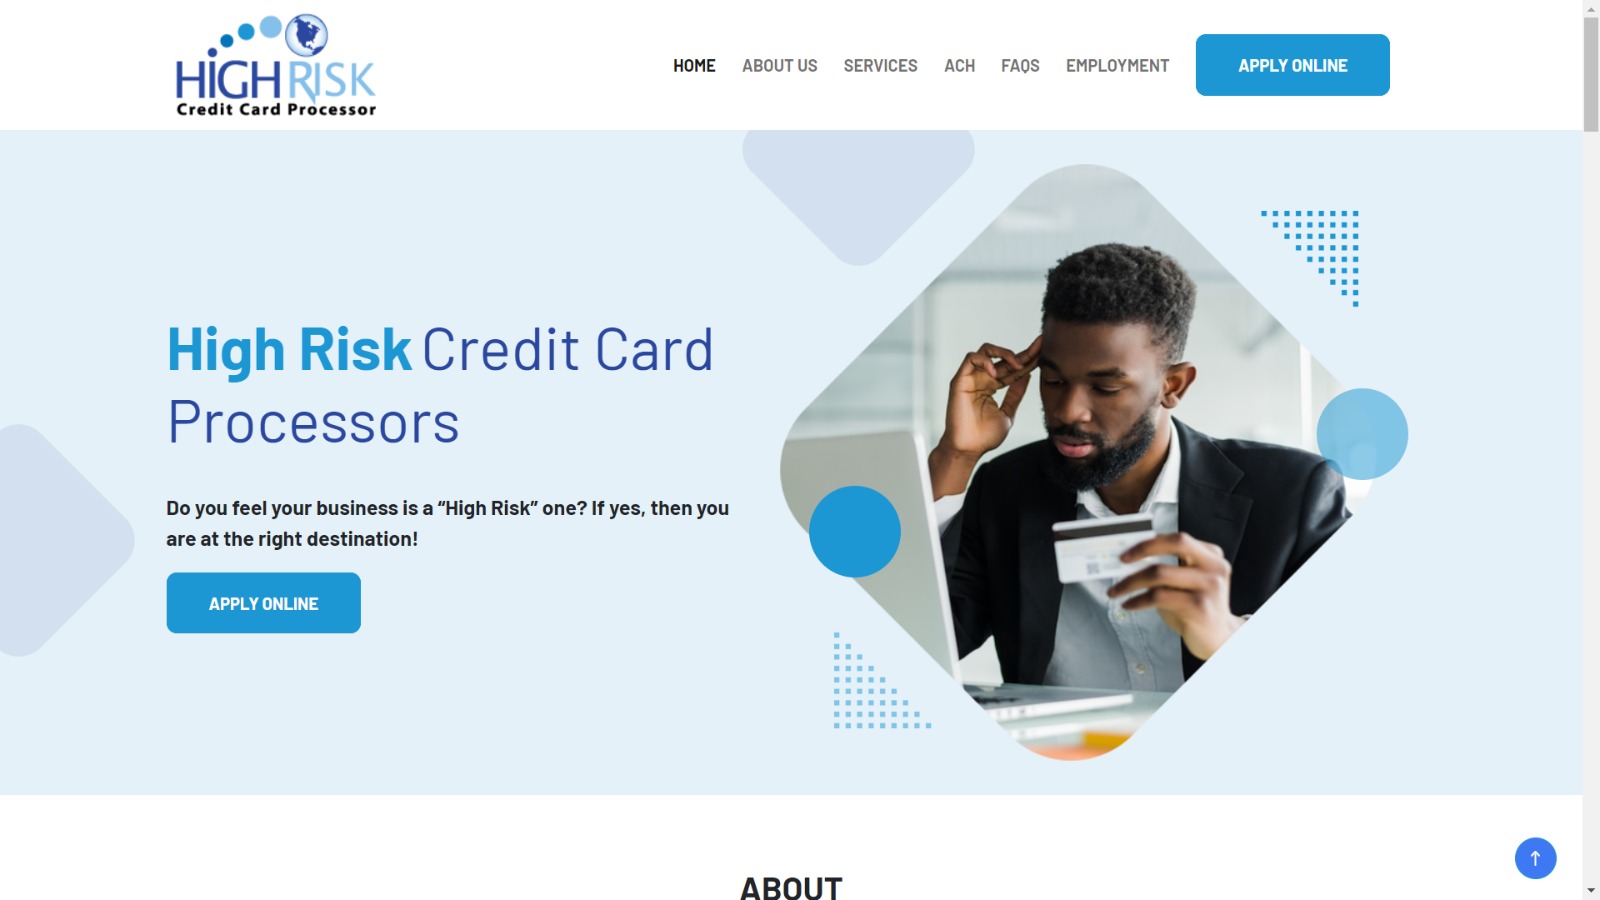 HIGH RISK
Credit Card Processor
HOME
ABOUT US
SERVICES
ACH
FAQS
EMPLOYMENT
APPLY ONLINE
High Risk Credit Card
Processors
Do you feel your business is a “High Risk” one? If yes, then you
are at the right destination!
APPLY ONLINE
ABOUT